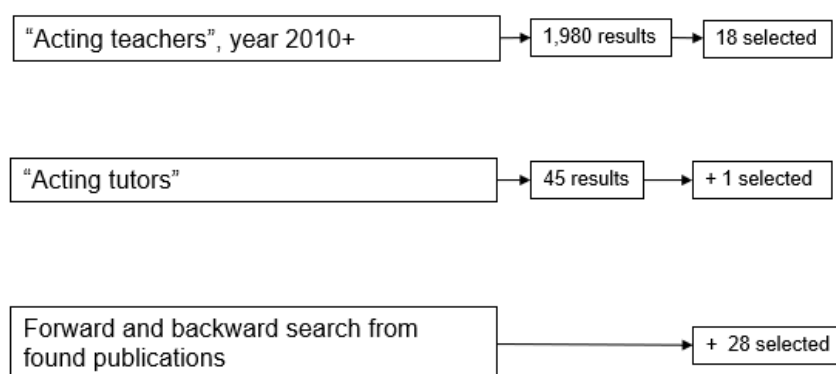 “Acting teachers”, year 2010+
1,980 results
18 selected
“Acting tutors”
45 results
+ 1 selected
Forward and backward search from
found publications
+ 28 selected